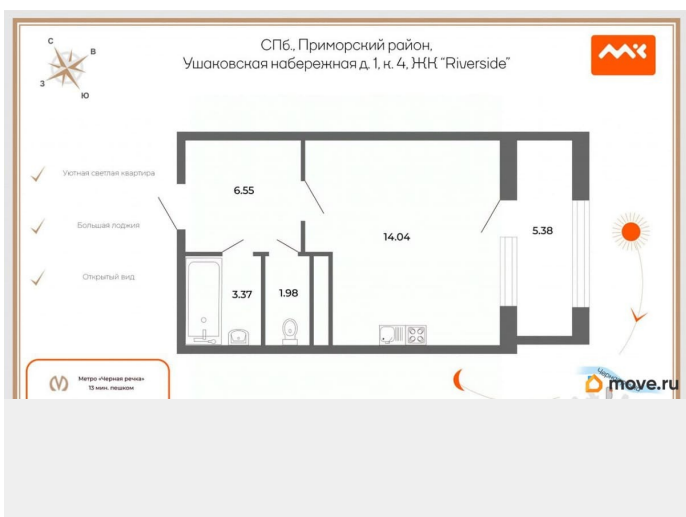 СПб., Приморский район,
Ушаковская набережная д. 1, к. 4, ЖК "Riverside"
С
В
З
Ю
Уютная светлая квартира
Большая лоджия
Открытый вид
6.55
14.04
5.38
3.37
1.98
Метро «Черная речка»
13 мин. пешком
move.ru